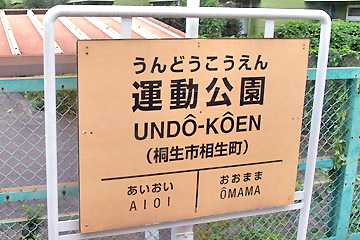 うんどうこうえん
運動公園
UNDÔ-KÔEN
(桐生市相生町)
あいおい
AIOI
おおまま
ŌMAMA